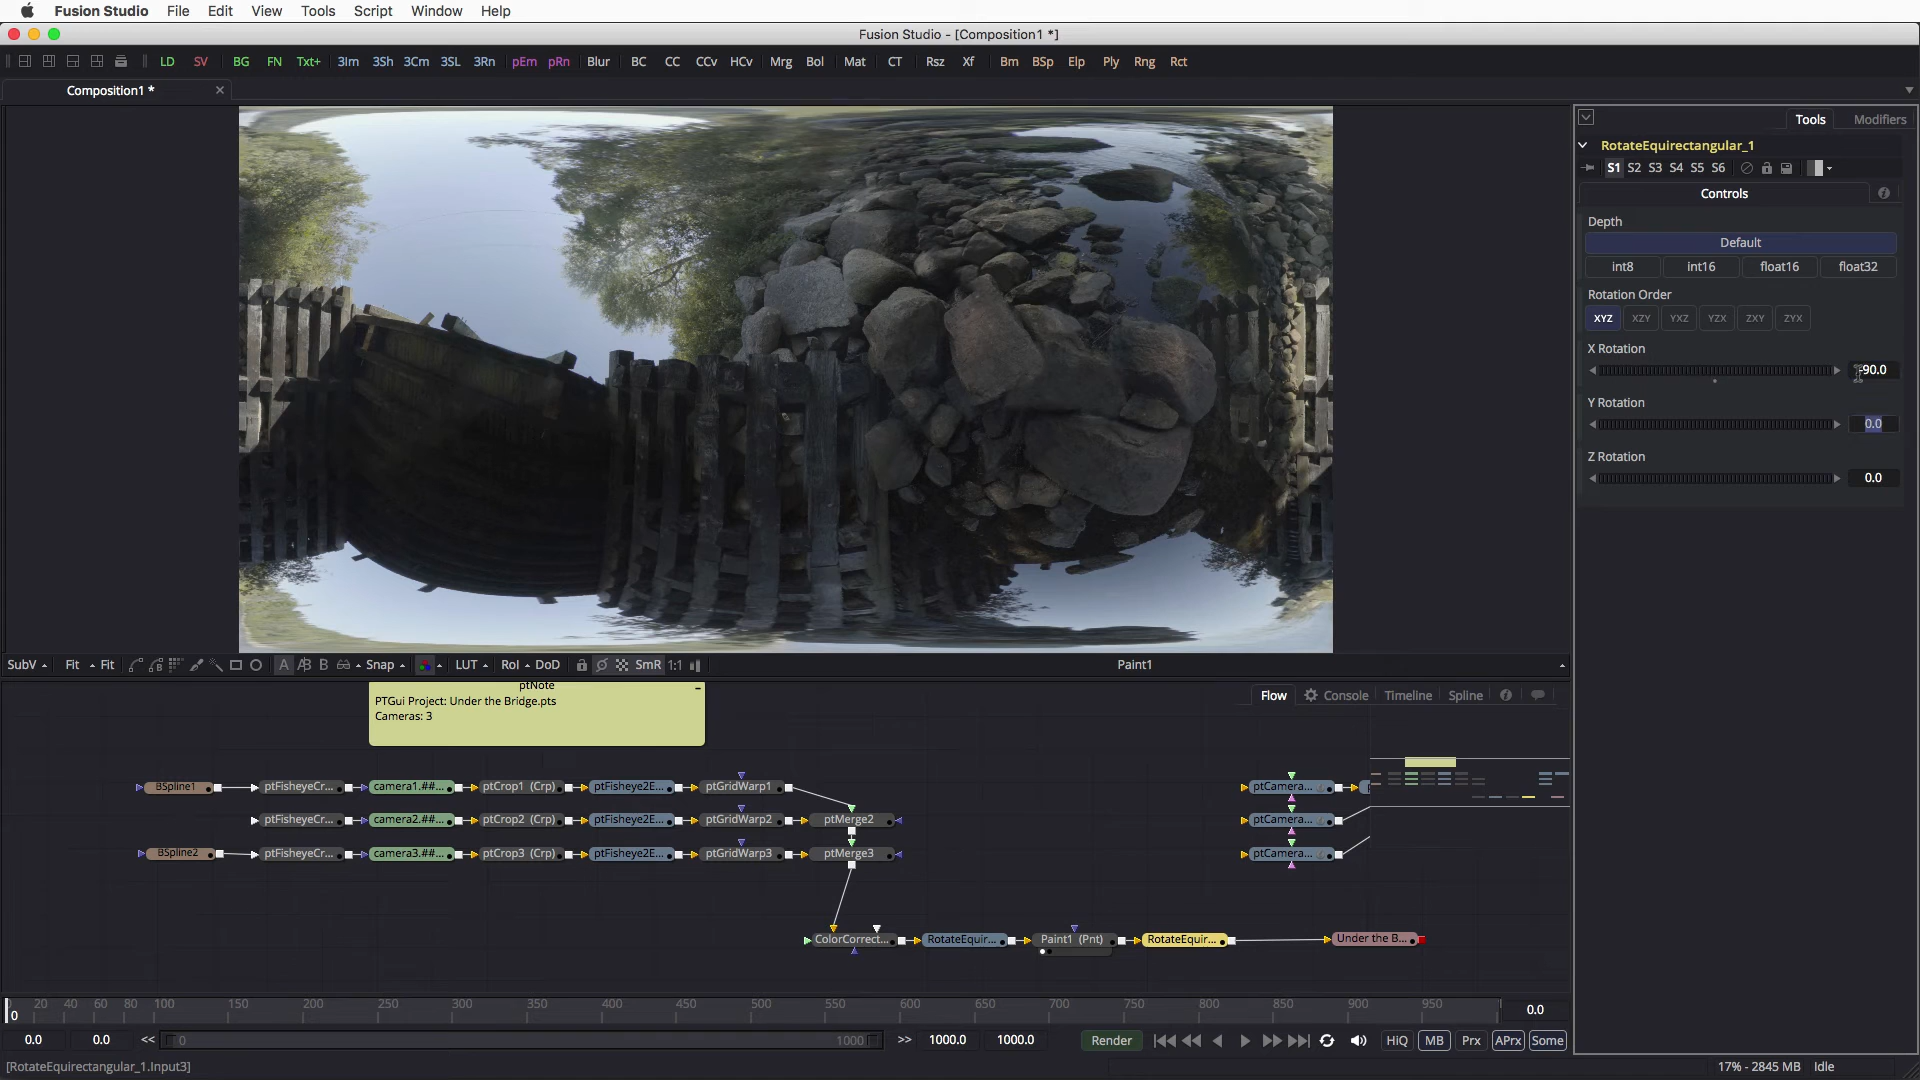 Fusion Studio File Edit View Tools Script Window Help
Fusion Studio - [Composition1 *]
LD SV BG FN Txt+ 3Im 3Sh 3Cm 3SL 3Rn pEm pRn Blur BC CC CCv HCv Mrg Bol Mat CT Rsz Xf Bm BSp Elp Ply Rng Rct
Composition1 *
Tools Modifiers
RotateEquirectangular_1
S1 S2 S3 S4 S5 S6
Controls
Depth
Default
int8 int16 float16 float32
Rotation Order
XYZ XZY YXZ YZX ZXY ZYX
X Rotation
-90.0
Y Rotation
0.0
Z Rotation
0.0
SubV Fit Fit A A|B B Snap LUT RoI DoD SmR 1:1 Paint1
Flow Console Timeline Spline
ptNote
PTGui Project: Under the Bridge.pts
Cameras: 3
BSpline1 ptFisheyeCr... camera1.##... ptCrop1 (Crp) ptFisheye2E... ptGridWarp1 ptCamera...
ptFisheyeCr... camera2.##... ptCrop2 (Crp) ptFisheye2E... ptGridWarp2 ptMerge2 ptCamera...
BSpline2 ptFisheyeCr... camera3.##... ptCrop3 (Crp) ptFisheye2E... ptGridWarp3 ptMerge3 ptCamera...
ColorCorrect... RotateEquir... Paint1 (Pnt) RotateEquir... Under the B...
0 20 40 60 80 100 150 200 250 300 350 400 450 500 550 600 650 700 750 800 850 900 950
0 0.0
0.0 0.0 << 0 1000 >> 1000.0 1000.0 Render HiQ MB Prx APrx Some
[RotateEquirectangular_1.Input3] 17% - 2845 MB Idle